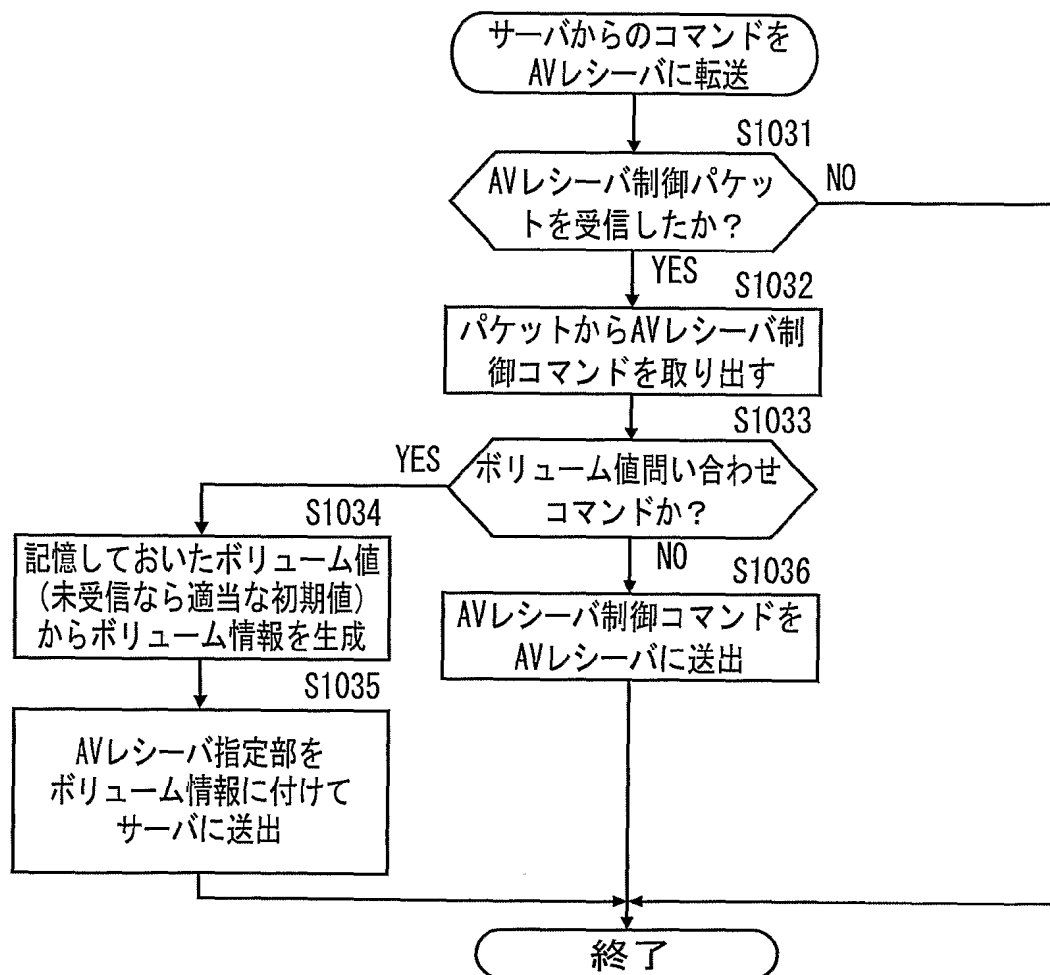 サーバからのコマンドを
AVレシーバに転送
S1031
AVレシーバ制御パケッ
トを受信したか？
NO
YES
S1032
パケットからAVレシーバ制
御コマンドを取り出す
S1033
ボリューム値問い合わせ
コマンドか？
YES
NO
S1034
記憶しておいたボリューム値
(未受信なら適当な初期値)
からボリューム情報を生成
S1035
AVレシーバ指定部を
ボリューム情報に付けて
サーバに送出
S1036
AVレシーバ制御コマンドを
AVレシーバに送出
終了